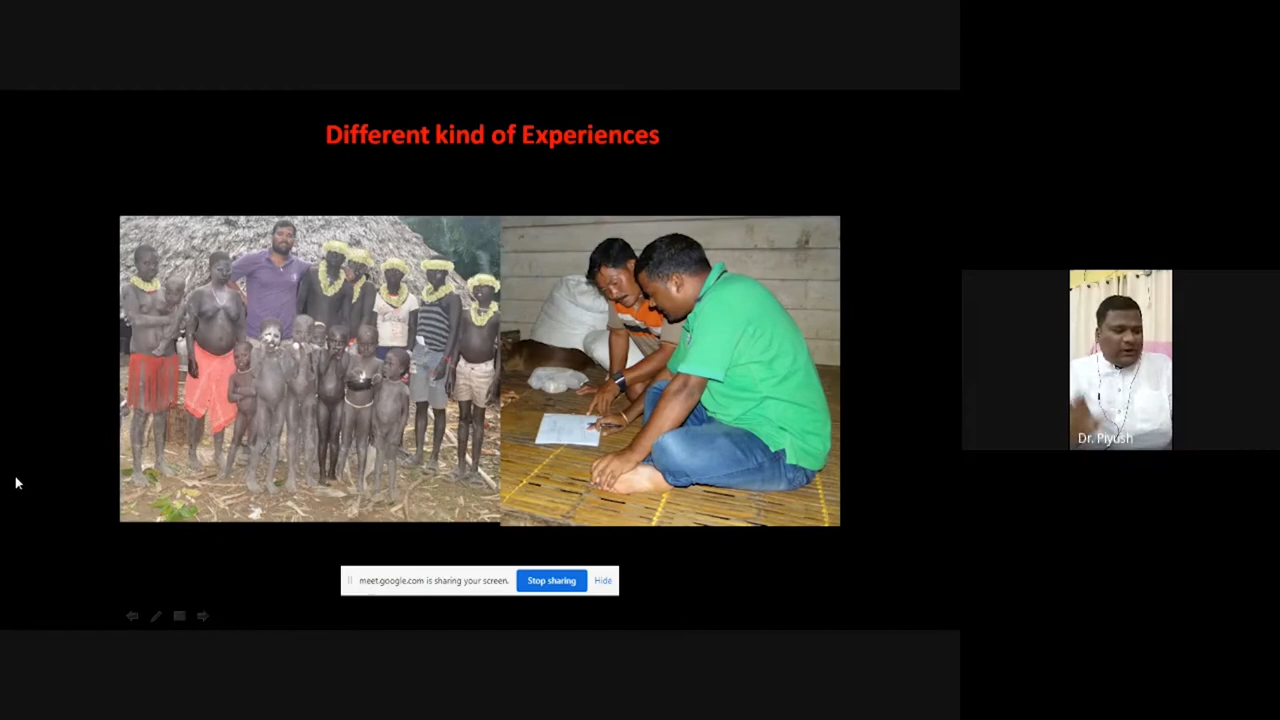 Different kind of Experiences
Dr. Piyush
meet.google.com is sharing your screen.
Stop sharing
Hide